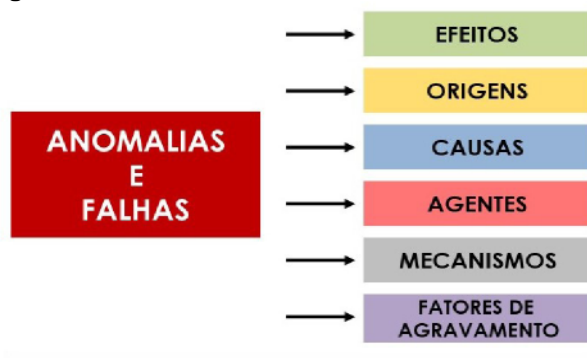 ANOMALIAS
E
FALHAS
EFEITOS
ORIGENS
CAUSAS
AGENTES
MECANISMOS
FATORES DE
AGRAVAMENTO